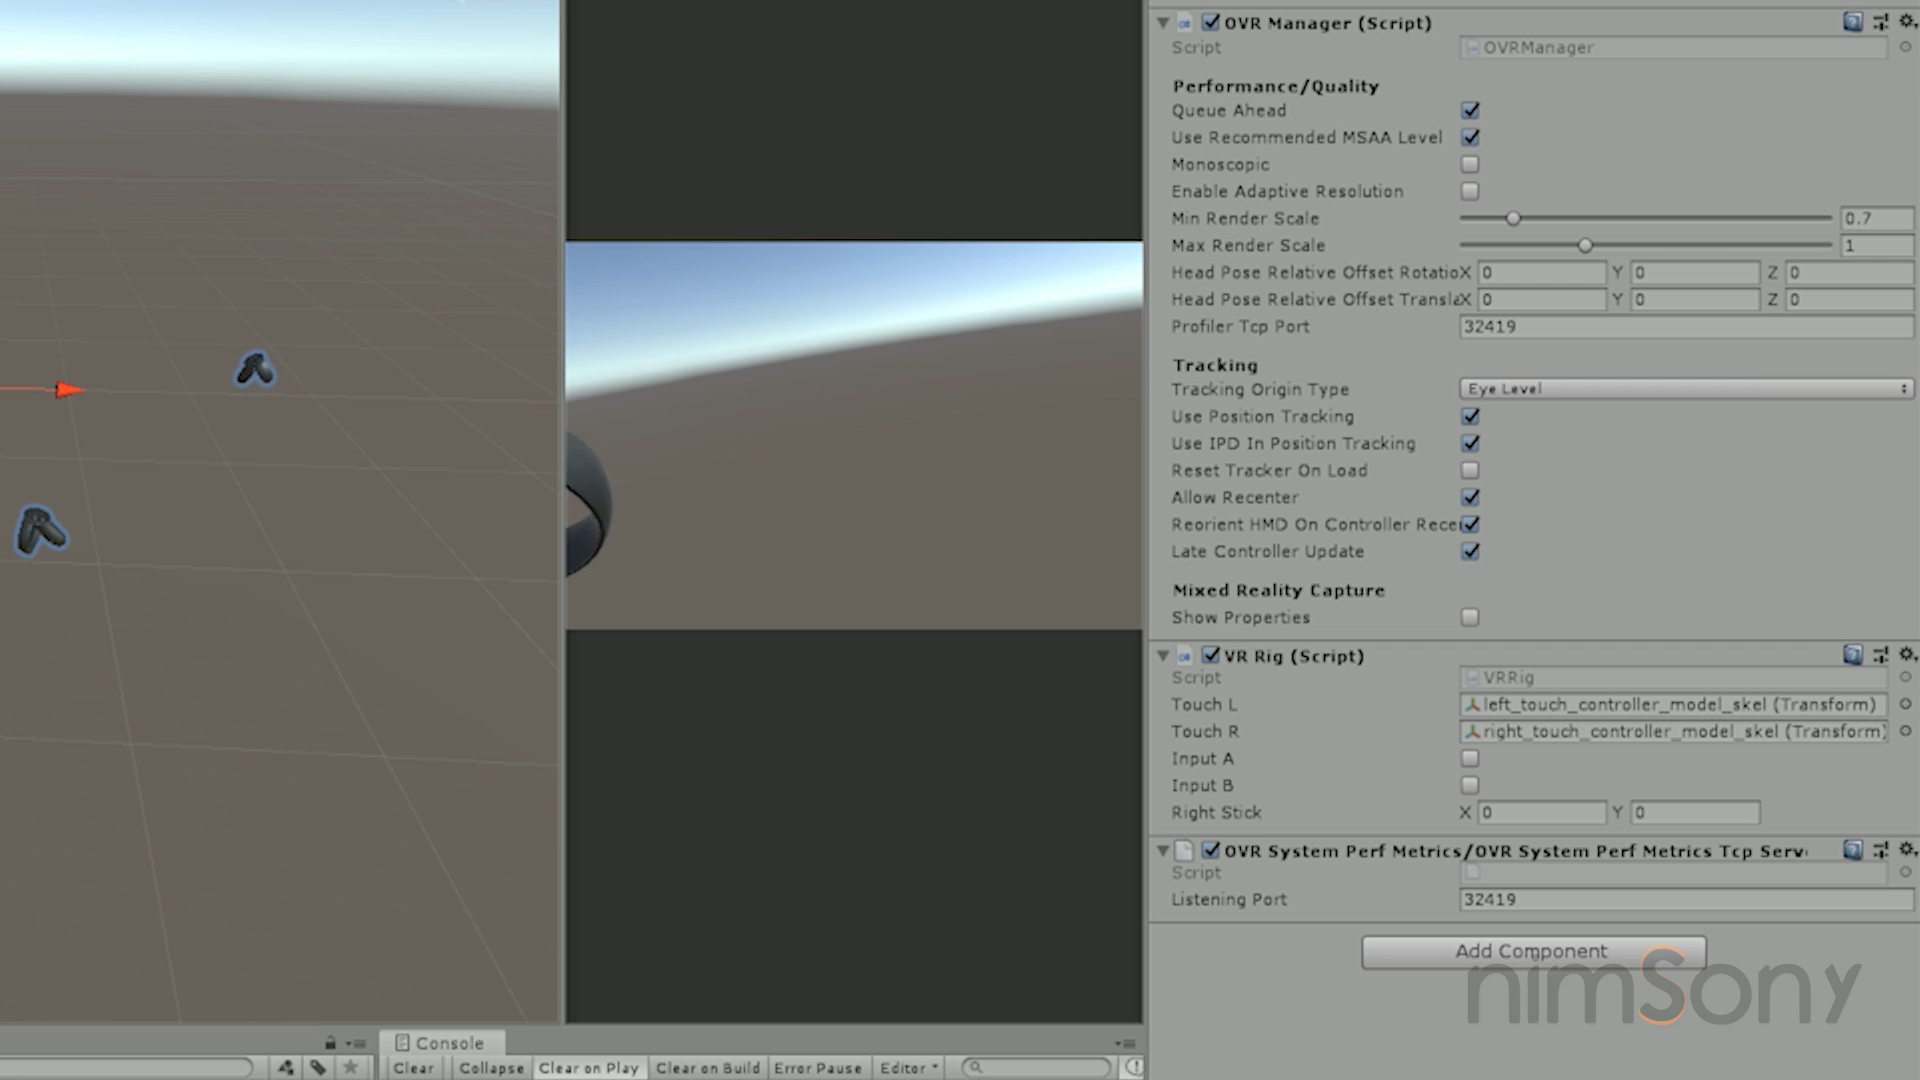 OVR Manager (Script)
Script OVRManager
Performance/Quality
Queue Ahead
Use Recommended MSAA Level
Monoscopic
Enable Adaptive Resolution
Min Render Scale 0.7
Max Render Scale 1
Head Pose Relative Offset Rotatio X 0 Y 0 Z 0
Head Pose Relative Offset Transla X 0 Y 0 Z 0
Profiler Tcp Port 32419
Tracking
Tracking Origin Type Eye Level
Use Position Tracking
Use IPD In Position Tracking
Reset Tracker On Load
Allow Recenter
Reorient HMD On Controller Rece
Late Controller Update
Mixed Reality Capture
Show Properties
VR Rig (Script)
Script VRRig
Touch L left_touch_controller_model_skel (Transform)
Touch R right_touch_controller_model_skel (Transform)
Input A
Input B
Right Stick X 0 Y 0
OVR System Perf Metrics/OVR System Perf Metrics Tcp Serv
Script
Listening Port 32419
Add Component
nimSony
Console
Clear Collapse Clear on Play Clear on Build Error Pause Editor